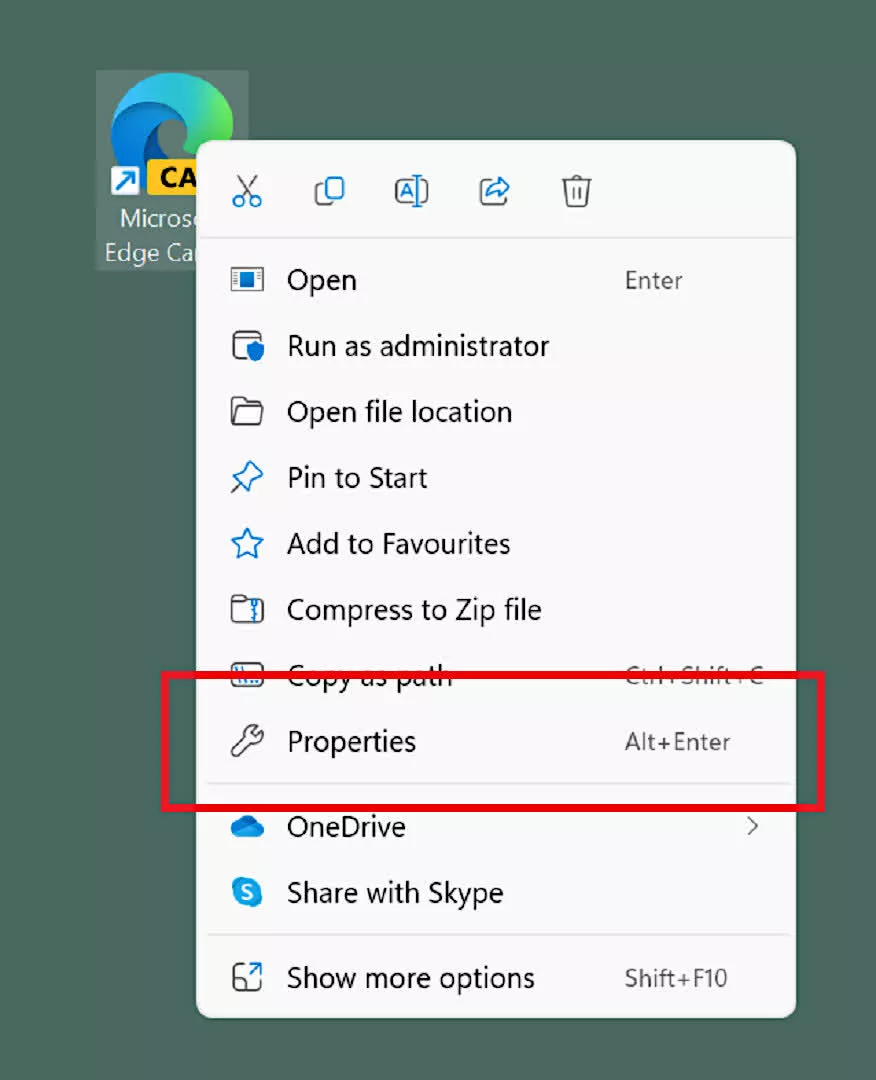 CA
Microso
Edge Ca
Open Enter
Run as administrator
Open file location
Pin to Start
Add to Favourites
Compress to Zip file
Copy as path Ctrl+Shift+C
Properties Alt+Enter
OneDrive
Share with Skype
Show more options Shift+F10